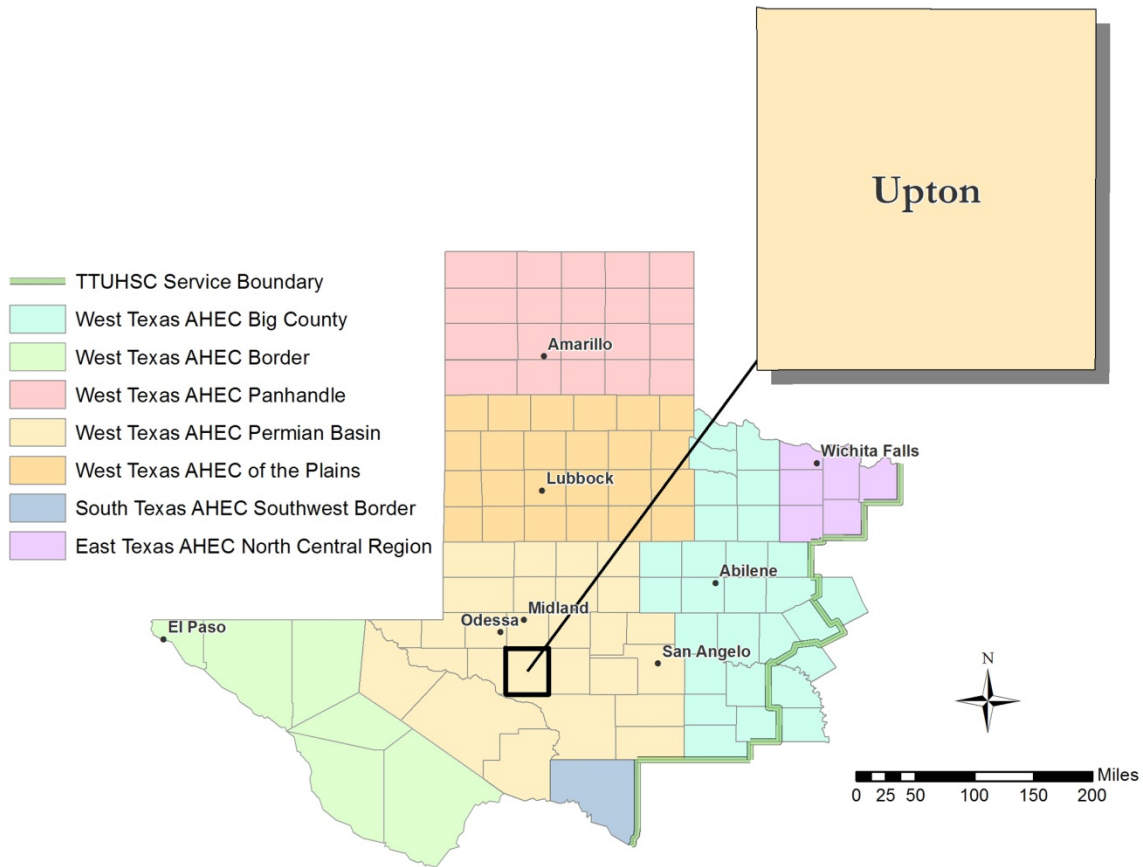 Upton
TTUHSC Service Boundary
West Texas AHEC Big County
West Texas AHEC Border
West Texas AHEC Panhandle
West Texas AHEC Permian Basin
West Texas AHEC of the Plains
South Texas AHEC Southwest Border
East Texas AHEC North Central Region
Amarillo
Wichita Falls
Lubbock
Abilene
Midland
Odessa
El Paso
San Angelo
N
Miles
0 25 50 100 150 200